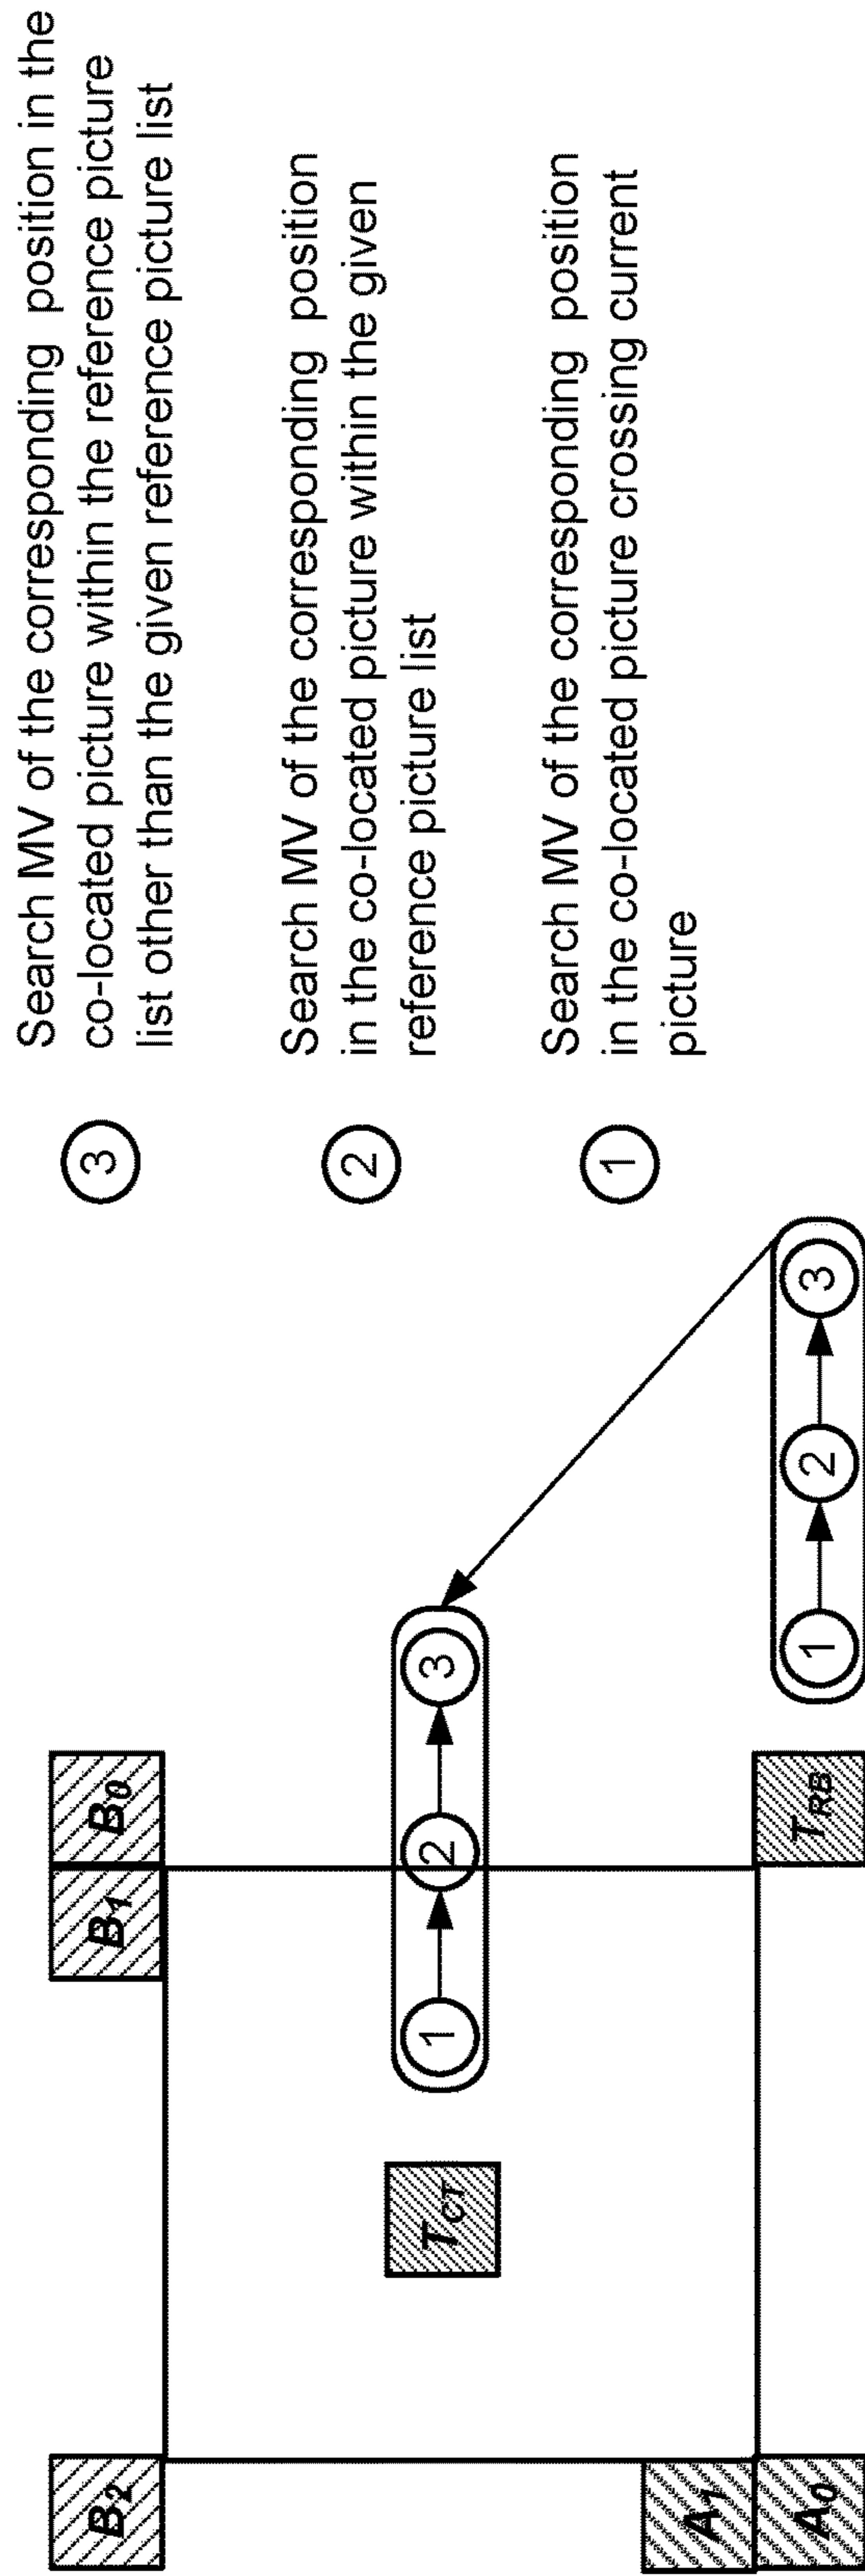 B2
B1 B0
TCT
1 2 3
A1
A0
TRB
1 2 3
3
Search MV of the corresponding position in the
co-located picture within the reference picture
list other than the given reference picture list
2
Search MV of the corresponding position
in the co-located picture within the given
reference picture list
1
Search MV of the corresponding position
in the co-located picture crossing current
picture